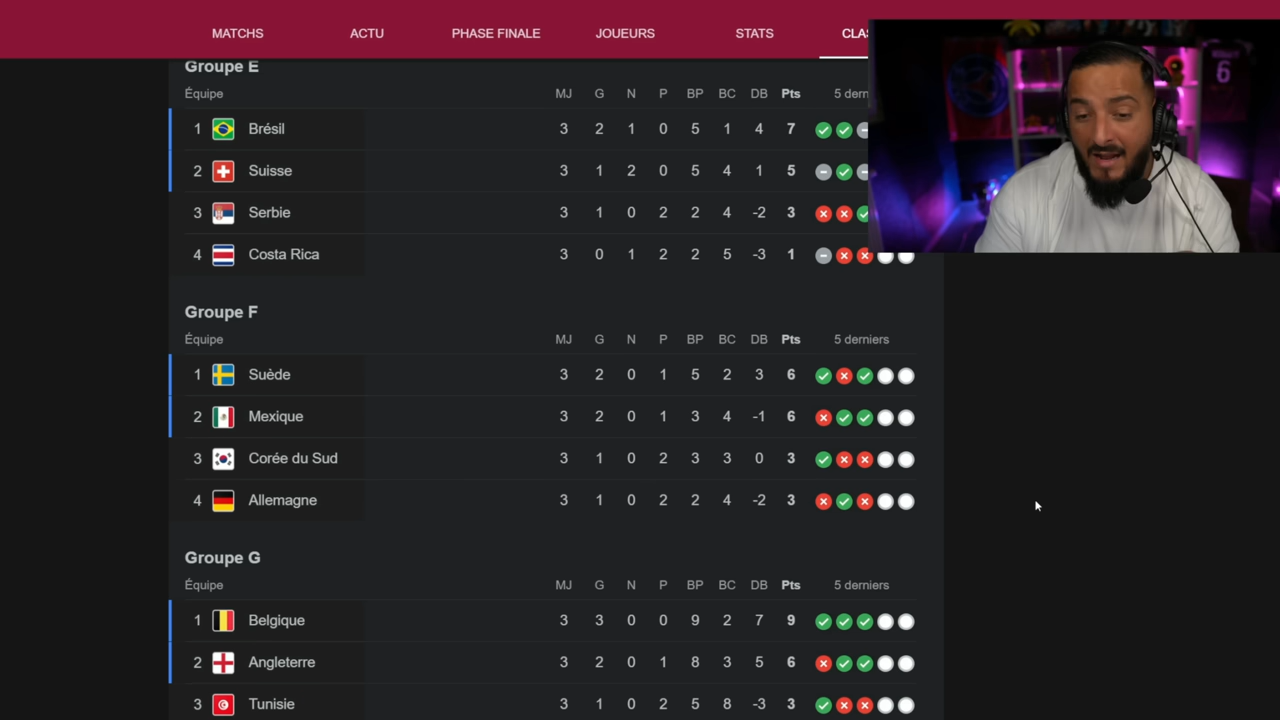 MATCHS ACTU PHASE FINALE JOUEURS STATS CLAS
Groupe E
Équipe MJ G N P BP BC DB Pts 5 dern
1 Brésil 3 2 1 0 5 1 4 7
2 Suisse 3 1 2 0 5 4 1 5
3 Serbie 3 1 0 2 2 4 -2 3
4 Costa Rica 3 0 1 2 2 5 -3 1
Groupe F
Équipe MJ G N P BP BC DB Pts 5 derniers
1 Suède 3 2 0 1 5 2 3 6
2 Mexique 3 2 0 1 3 4 -1 6
3 Corée du Sud 3 1 0 2 3 3 0 3
4 Allemagne 3 1 0 2 2 4 -2 3
Groupe G
Équipe MJ G N P BP BC DB Pts 5 derniers
1 Belgique 3 3 0 0 9 2 7 9
2 Angleterre 3 2 0 1 8 3 5 6
3 Tunisie 3 1 0 2 5 8 -3 3
6